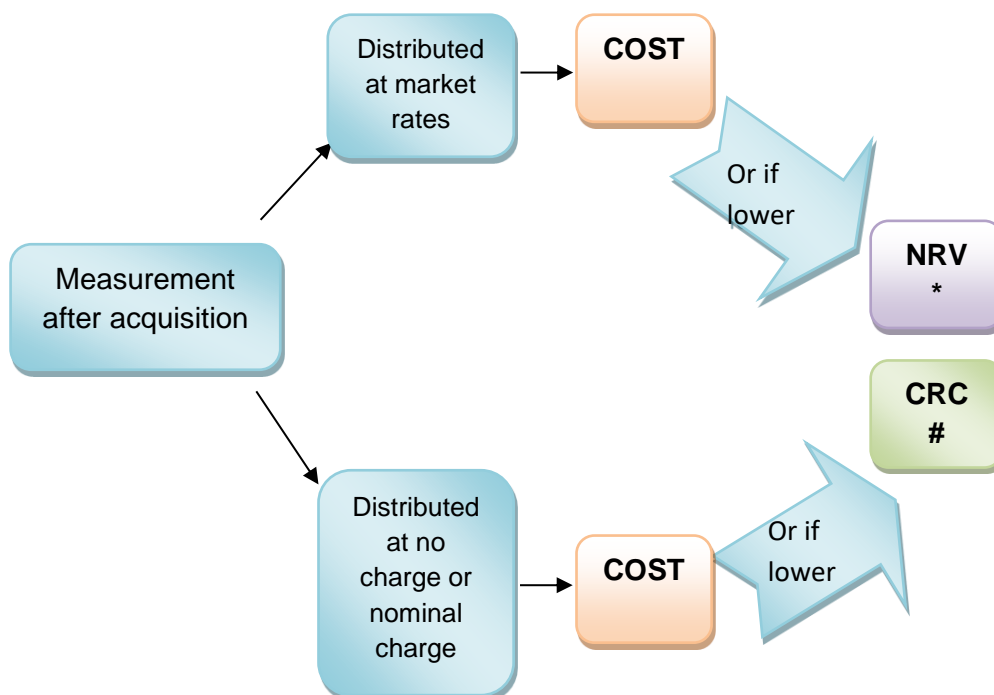 Distributed
at market
rates
COST
Or if
lower
Measurement
after acquisition
NRV
*
CRC
#
Distributed
at no
charge or
nominal
charge
COST
Or if
lower